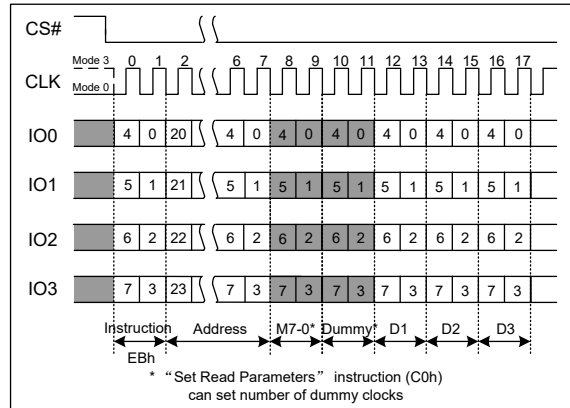 CS#
Mode 3 0 1 2 6 7 8 9 10 11 12 13 14 15 16 17
CLK
Mode 0
IO0 4 0 20 4 0 4 0 4 0 4 0 4 0 4 0
IO1 5 1 21 5 1 5 1 5 1 5 1 5 1 5 1
IO2 6 2 22 6 2 6 2 6 2 6 2 6 2 6 2
IO3 7 3 23 7 3 7 3 7 3 7 3 7 3 7 3
Instruction Address M7-0* Dummy* D1 D2 D3
EBh
* “Set Read Parameters” instruction (C0h)
can set number of dummy clocks